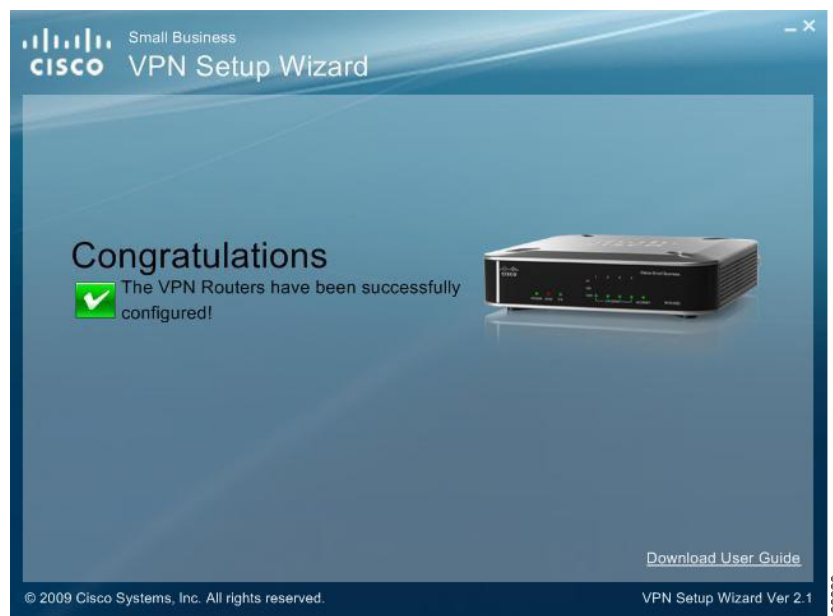 Small Business
CISCO
VPN Setup Wizard
Congratulations
The VPN Routers have been successfully
configured!
CISCO
Download User Guide
© 2009 Cisco Systems, Inc. All rights reserved.
VPN Setup Wizard Ver 2.1